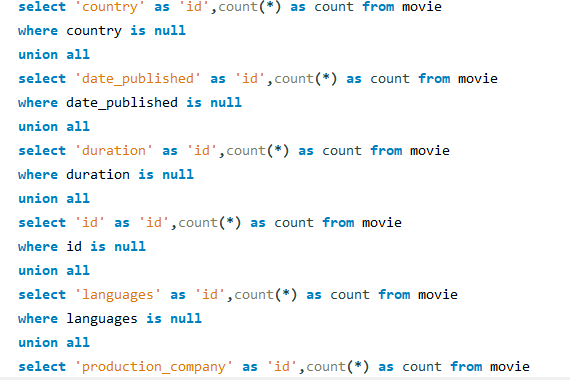 select 'country' as 'id',count(*) as count from movie
where country is null
union all
select 'date_published' as 'id',count(*) as count from movie
where date_published is null
union all
select 'duration' as 'id',count(*) as count from movie
where duration is null
union all
select 'id' as 'id',count(*) as count from movie
where id is null
union all
select 'languages' as 'id',count(*) as count from movie
where languages is null
union all
select 'production_company' as 'id',count(*) as count from movie